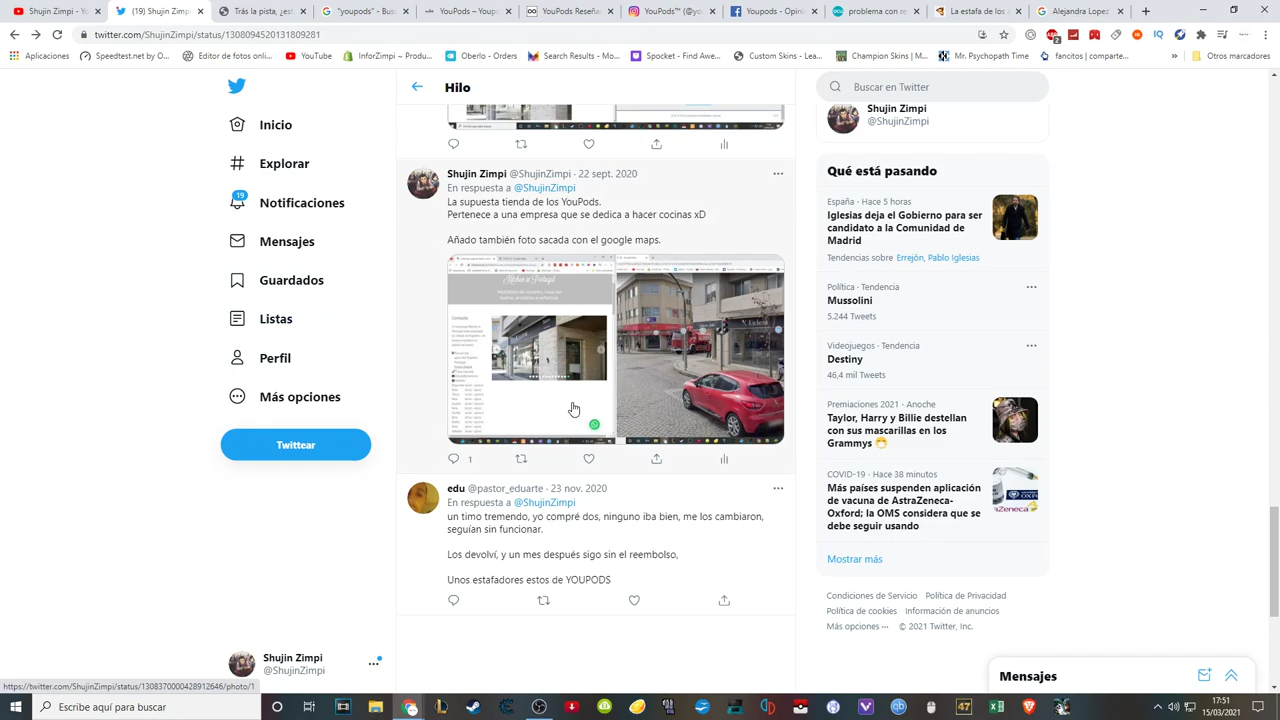 Shujin Zimpi - Y
(19) Shujin Zimpi
Trás la pista, ¿est
"youpods" - Busc
YouPods – Youp
YouPods Reseña
YouPods™ (@yo
Youpods - Opinio
problema con re
La estafa de los
Alejandra Lopez
twitter.com/ShujinZimpi/status/1308094520131809281
Aplicaciones
Speedtest.net by O...
Editor de fotos onli...
YouTube
InforZimpi ~ Produ...
Oberlo - Orders
Search Results - Mo...
Spocket - Find Awe...
Custom Skins - Lea...
Champion Skins | M...
Mr. Psychopath Time
fancitos | comparte...
»
Otros marcadores
Hilo
Buscar en Twitter
Inicio
Explorar
19
Notificaciones
Mensajes
Guardados
Listas
Perfil
Más opciones
Twittear
Shujin Zimpi
@ShujinZimpi
https://twitter.com/ShujinZimpi/status/1308370000428912646/photo/1
Shujin Zimpi @ShujinZimpi · 22 sept. 2020
En respuesta a @ShujinZimpi
La supuesta tienda de los YouPods.
Pertenece a una empresa que se dedica a hacer cocinas xD
Añado también foto sacada con el google maps.
Contacto
1
edu @pastor_eduarte · 23 nov. 2020
En respuesta a @ShujinZimpi
un timo tremendo, yo compré dos, ninguno iba bien, me los cambiaron,
seguían sin funcionar.
Los devolví, y un mes después sigo sin el reembolso,
Unos estafadores estos de YOUPODS
Shujin Zimpi
@ShujinZimpi
Qué está pasando
España · Hace 5 horas
Iglesias deja el Gobierno para ser
candidato a la Comunidad de
Madrid
Tendencias sobre Errejón, Pablo Iglesias
Política · Tendencia
Mussolini
5.244 Tweets
Videojuegos · Tendencia
Destiny
46,4 mil Tweets
Premiaciones 2021 · Anoche
Taylor, Harry y Billie destellan
con sus mascarillas en los
Grammys
COVID-19 · Hace 38 minutos
Más países suspenden aplicación
de vacuna de AstraZeneca-
Oxford; la OMS considera que se
debe seguir usando
Mostrar más
Condiciones de Servicio Política de Privacidad
Política de cookies Información de anuncios
Más opciones ··· © 2021 Twitter, Inc.
Mensajes
Escribe aquí para buscar
17:51
15/03/2021